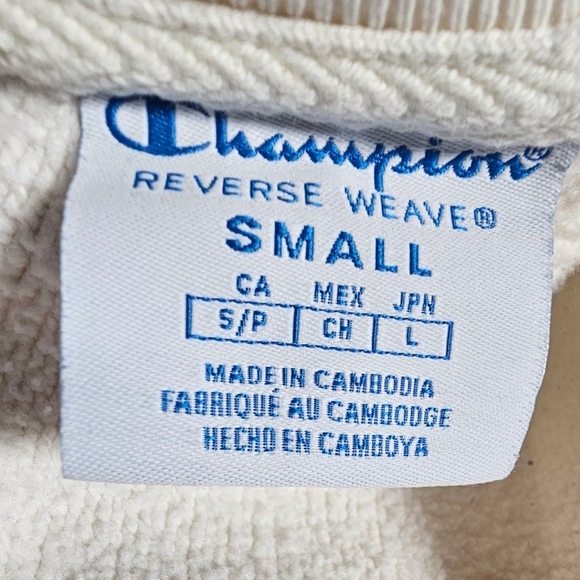 Champion®
REVERSE WEAVE®
SMALL
CA MEX JPN
S/P CH L
MADE IN CAMBODIA
FABRIQUÉ AU CAMBODGE
HECHO EN CAMBOYA